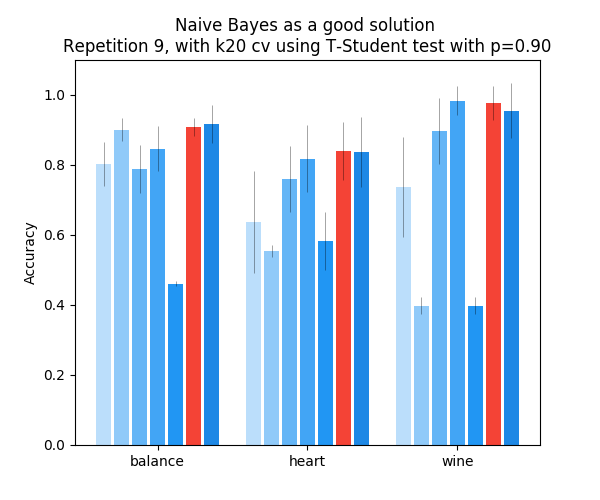 Naive Bayes as a good solution
Repetition 9, with k20 cv using T-Student test with p=0.90
1.0
0.8
0.6
0.4
0.2
0.0
Accuracy
balance heart wine